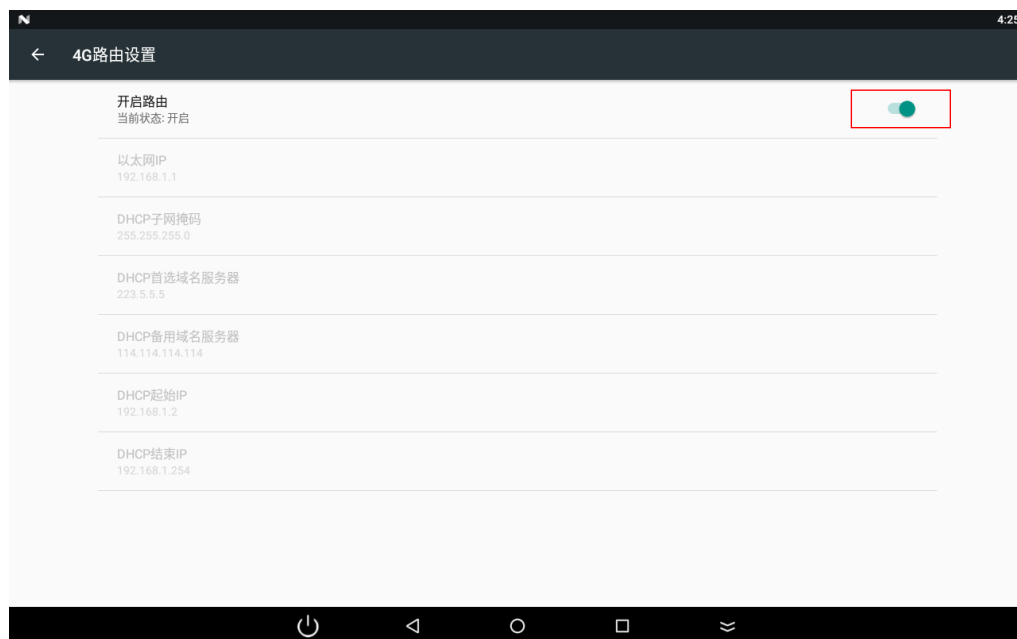 4:25
4G路由设置
开启路由
当前状态: 开启
以太网IP
192.168.1.1
DHCP子网掩码
255.255.255.0
DHCP首选域名服务器
223.5.5.5
DHCP备用域名服务器
114.114.114.114
DHCP起始IP
192.168.1.2
DHCP结束IP
192.168.1.254